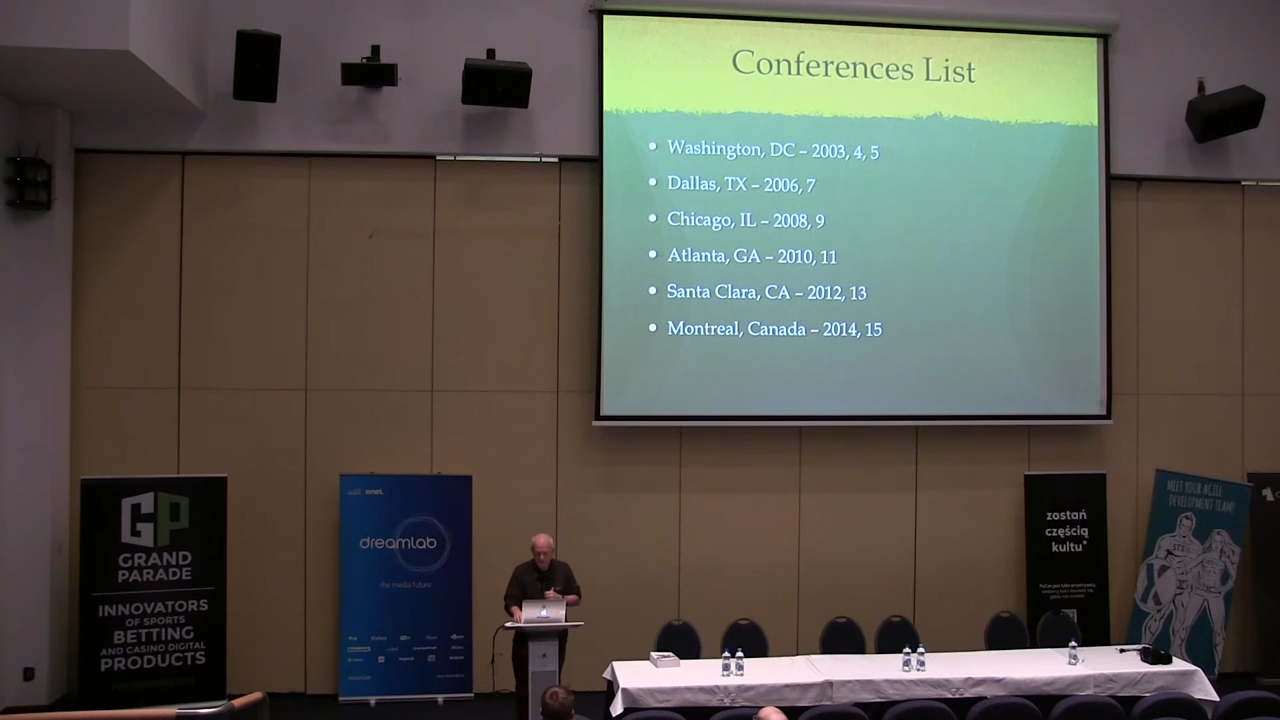 Conferences List
Washington, DC – 2003, 4, 5
Dallas, TX – 2006, 7
Chicago, IL – 2008, 9
Atlanta, GA – 2010, 11
Santa Clara, CA – 2012, 13
Montreal, Canada – 2014, 15
GP
GRAND
PARADE
INNOVATORS
OF SPORTS
BETTING
AND CASINO DIGITAL
PRODUCTS
onet.
dreamlab
the media future
zostań
częścią
kultu*
MEET YOUR AGILE
DEVELOPMENT TEAM!